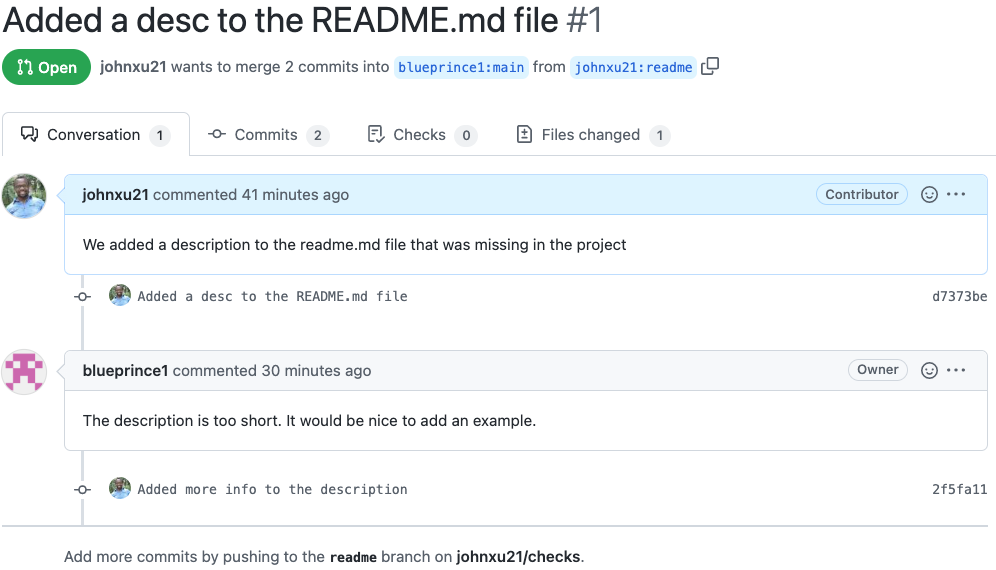 Added a desc to the README.md file #1
Open johnxu21 wants to merge 2 commits into blueprince1:main from johnxu21:readme
Conversation 1 Commits 2 Checks 0 Files changed 1
johnxu21 commented 41 minutes ago Contributor
We added a description to the readme.md file that was missing in the project
Added a desc to the README.md file d7373be
blueprince1 commented 30 minutes ago Owner
The description is too short. It would be nice to add an example.
Added more info to the description 2f5fa11
Add more commits by pushing to the readme branch on johnxu21/checks.